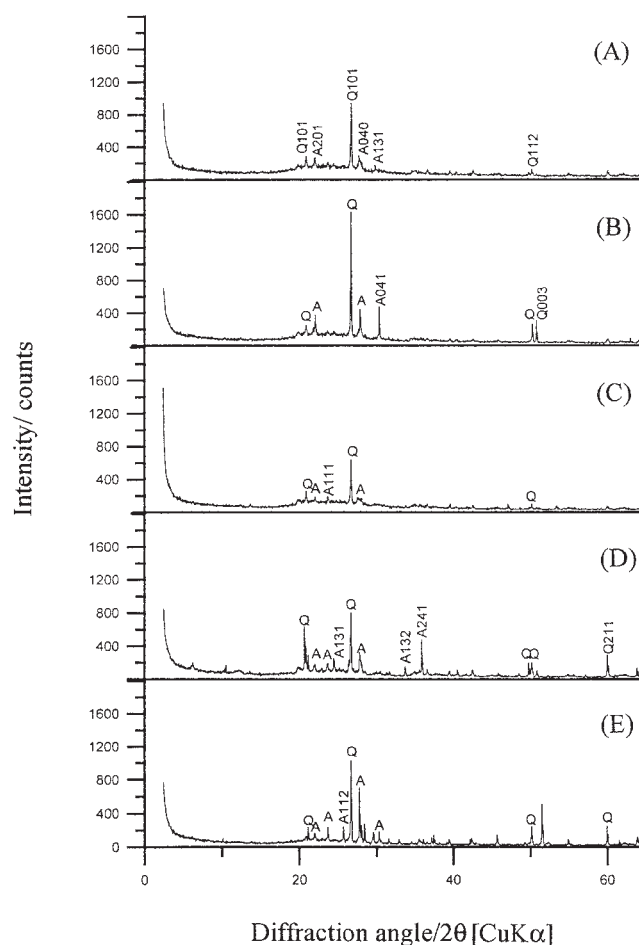 (A)
1600
1200
800
400
Q101
A201
Q101
A040
A131
Q112
(B)
1600
1200
800
400
Q
A
Q
A
A041
Q
Q003
(C)
1600
1200
800
400
Q
A
A111
Q
A
Q
(D)
1600
1200
800
400
Q
A
A
A131
Q
A
A132
A241
Q
Q
Q211
(E)
1600
1200
800
400
0
Q
A
A
A112
Q
A
A
Q
Q
0
20
40
60
Intensity/ counts
Diffraction angle/2θ [CuKα]